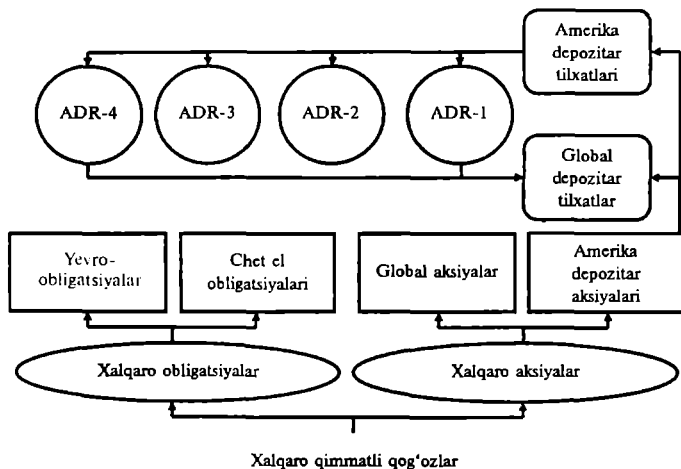 Amerika
depozitar
tilxatlari
ADR-4
ADR-3
ADR-2
ADR-1
Global
depozitar
tilxatlar
Yevro-
obligatsiyalar
Chet el
obligatsiyalari
Global aksiyalar
Amerika
depozitar
aksiyalari
Xalqaro obligatsiyalar
Xalqaro aksiyalar
Xalqaro qimmatli qog‘ozlar